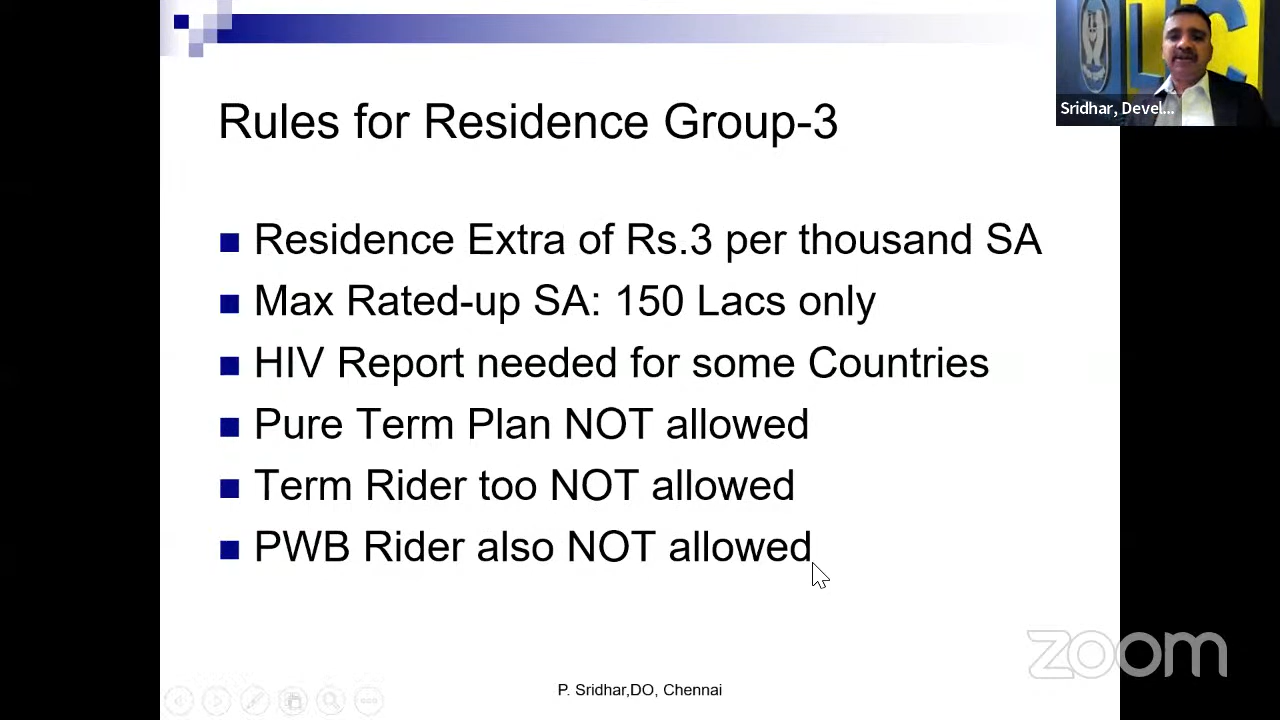 Rules for Residence Group-3
Residence Extra of Rs.3 per thousand SA
Max Rated-up SA: 150 Lacs only
HIV Report needed for some Countries
Pure Term Plan NOT allowed
Term Rider too NOT allowed
PWB Rider also NOT allowed
P. Sridhar,DO, Chennai
Sridhar, Devel...
LIC
zoom